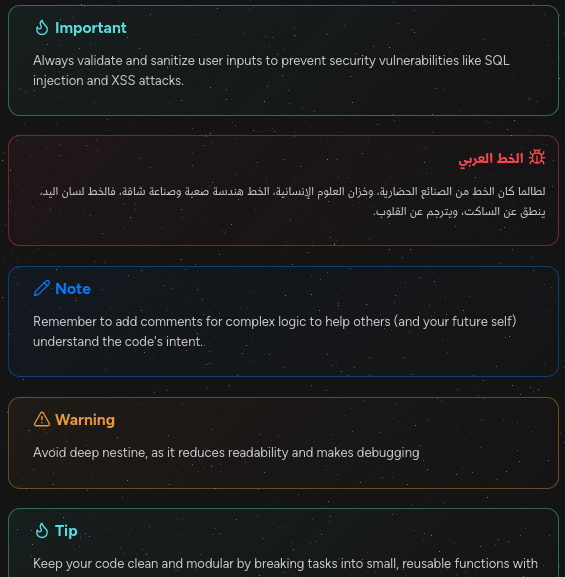 Important
Always validate and sanitize user inputs to prevent security vulnerabilities like SQL
injection and XSS attacks.
الخط العربي
لطالما كان الخط من الصنائع الحضارية، وخزان العلوم الإنسانية، الخط هندسة صعبة وصناعة شاقة، فالخط لسان اليد،
ينطق عن الساكت، ويترجم عن القلوب.
Note
Remember to add comments for complex logic to help others (and your future self)
understand the code's intent.
Warning
Avoid deep nestine, as it reduces readability and makes debugging
Tip
Keep your code clean and modular by breaking tasks into small, reusable functions with